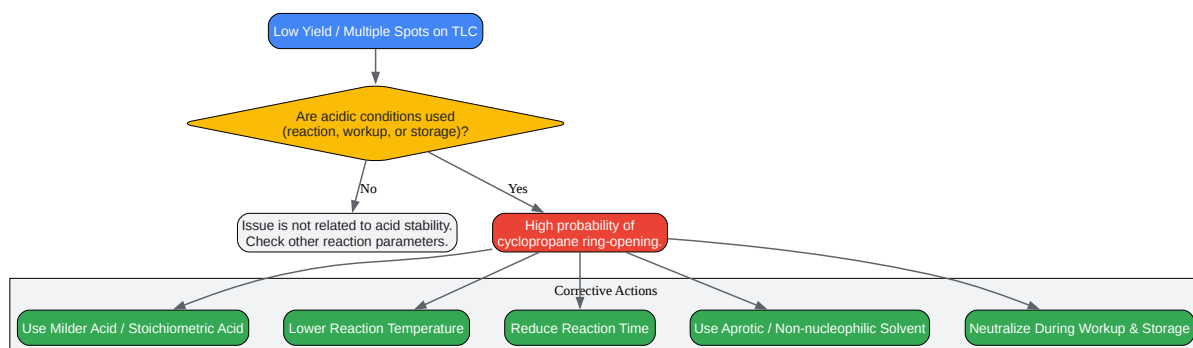 Low Yield / Multiple Spots on TLC
Are acidic conditions used
(reaction, workup, or storage)?
No
Yes
Issue is not related to acid stability.
Check other reaction parameters.
High probability of
cyclopropane ring-opening.
Corrective Actions
Use Milder Acid / Stoichiometric Acid
Lower Reaction Temperature
Reduce Reaction Time
Use Aprotic / Non-nucleophilic Solvent
Neutralize During Workup & Storage